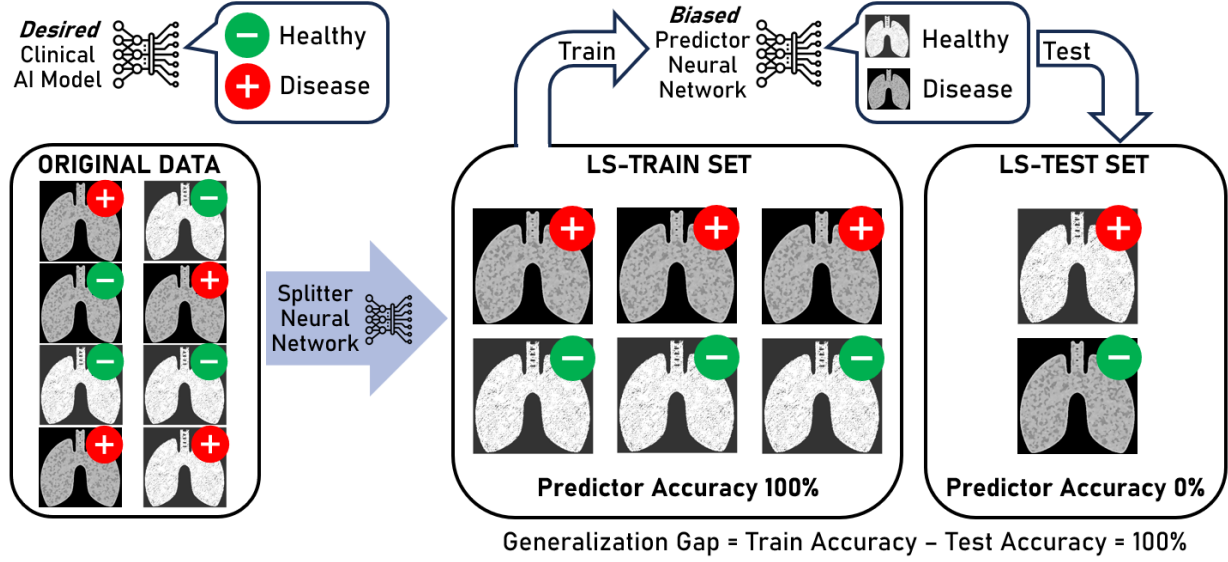 Desired
Clinical
AI Model
− Healthy
+ Disease
Train
Biased
Predictor
Neural
Network
Healthy
Disease
Test
ORIGINAL DATA
+ −
− +
− −
+ +
Splitter
Neural
Network
LS-TRAIN SET
+ + +
− − −
Predictor Accuracy 100%
LS-TEST SET
+
−
Predictor Accuracy 0%
Generalization Gap = Train Accuracy – Test Accuracy = 100%